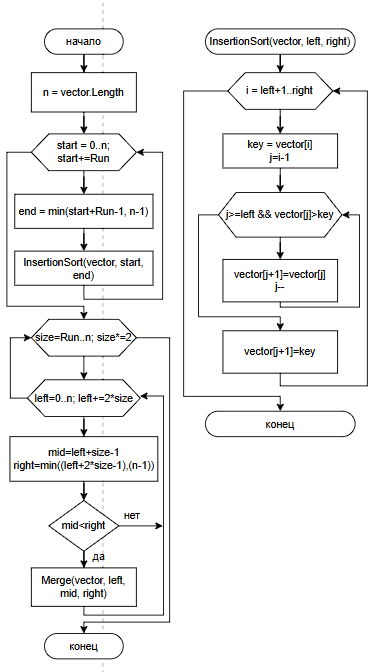 начало
n = vector.Length
start = 0..n;
start+=Run
end = min(start+Run-1, n-1)
InsertionSort(vector, start,
end)
size=Run..n; size*=2
left=0..n; left+=2*size
mid=left+size-1
right=min((left+2*size-1),(n-1))
mid<right
нет
да
Merge(vector, left,
mid, right)
конец
InsertionSort(vector, left, right)
i = left+1..right
key = vector[i]
j=i-1
j>=left && vector[j]>key
vector[j+1]=vector[j]
j--
vector[j+1]=key
конец